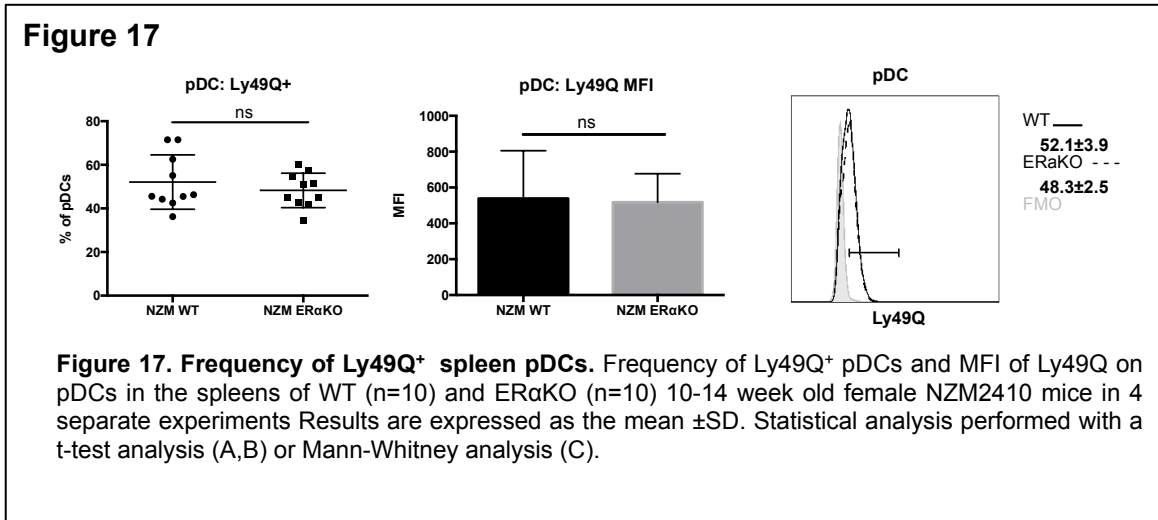 Figure 17
pDC: Ly49Q+
ns
80
60
40
20
0
% of pDCs
NZM WT
NZM ERαKO
pDC: Ly49Q MFI
ns
1000
800
600
400
200
0
MFI
NZM WT
NZM ERαKO
pDC
Ly49Q
WT
52.1±3.9
ERaKO ---
48.3±2.5
FMO
Figure 17. Frequency of Ly49Q⁺ spleen pDCs. Frequency of Ly49Q⁺ pDCs and MFI of Ly49Q on
pDCs in the spleens of WT (n=10) and ERαKO (n=10) 10-14 week old female NZM2410 mice in 4
separate experiments Results are expressed as the mean ±SD. Statistical analysis performed with a
t-test analysis (A,B) or Mann-Whitney analysis (C).